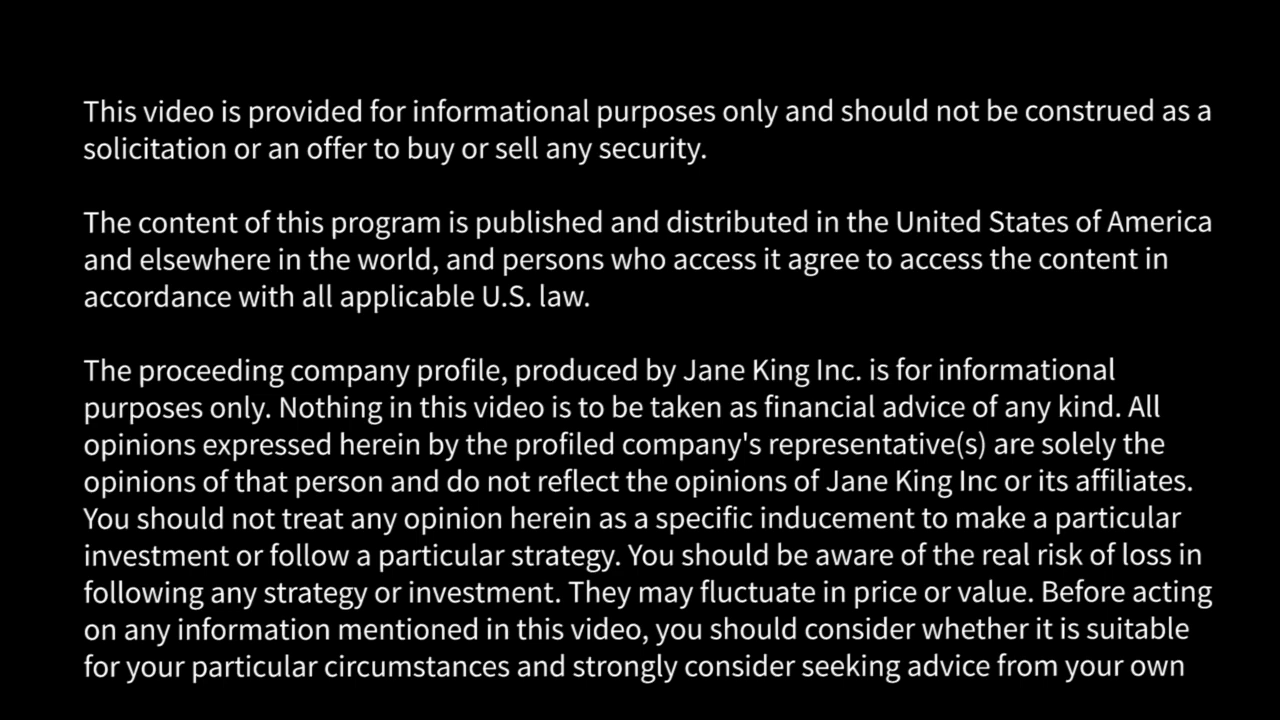 This video is provided for informational purposes only and should not be construed as a
solicitation or an offer to buy or sell any security.
The content of this program is published and distributed in the United States of America
and elsewhere in the world, and persons who access it agree to access the content in
accordance with all applicable U.S. law.
The proceeding company profile, produced by Jane King Inc. is for informational
purposes only. Nothing in this video is to be taken as financial advice of any kind. All
opinions expressed herein by the profiled company's representative(s) are solely the
opinions of that person and do not reflect the opinions of Jane King Inc or its affiliates.
You should not treat any opinion herein as a specific inducement to make a particular
investment or follow a particular strategy. You should be aware of the real risk of loss in
following any strategy or investment. They may fluctuate in price or value. Before acting
on any information mentioned in this video, you should consider whether it is suitable
for your particular circumstances and strongly consider seeking advice from your own